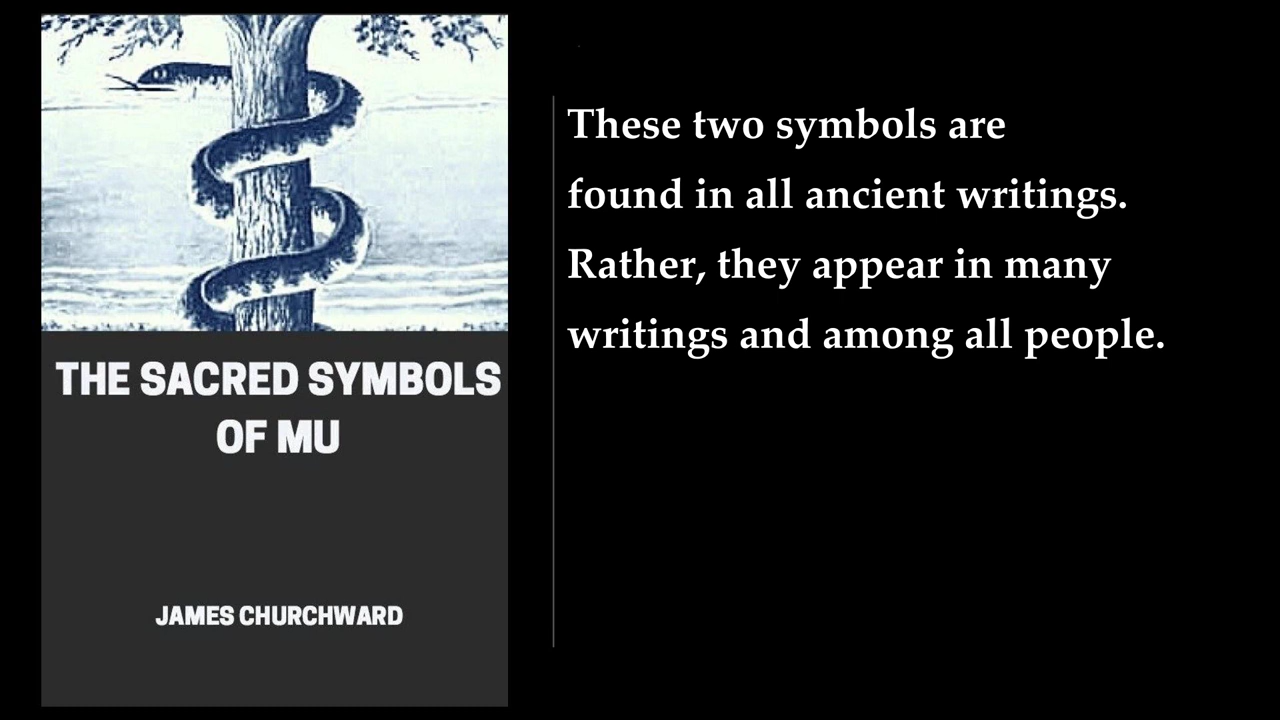 THE SACRED SYMBOLS
OF MU
JAMES CHURCHWARD
These two symbols are
found in all ancient writings.
Rather, they appear in many
writings and among all people.